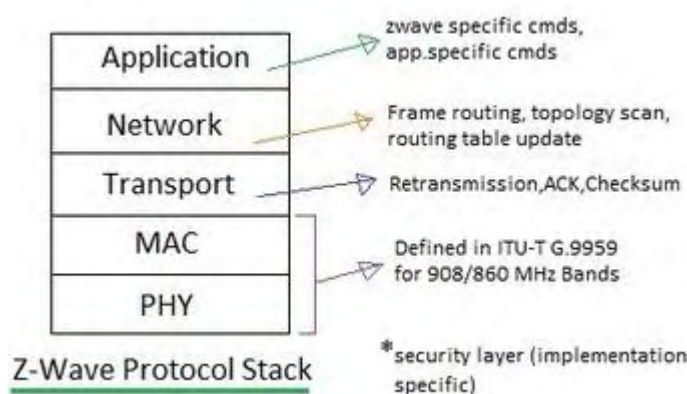 Application
zwave specific cmds,
app.specific cmds
Network
Frame routing, topology scan,
routing table update
Transport
Retransmission,ACK,Checksum
MAC
PHY
Defined in ITU-T G.9959
for 908/860 MHz Bands
Z-Wave Protocol Stack
*security layer (implementation
specific)